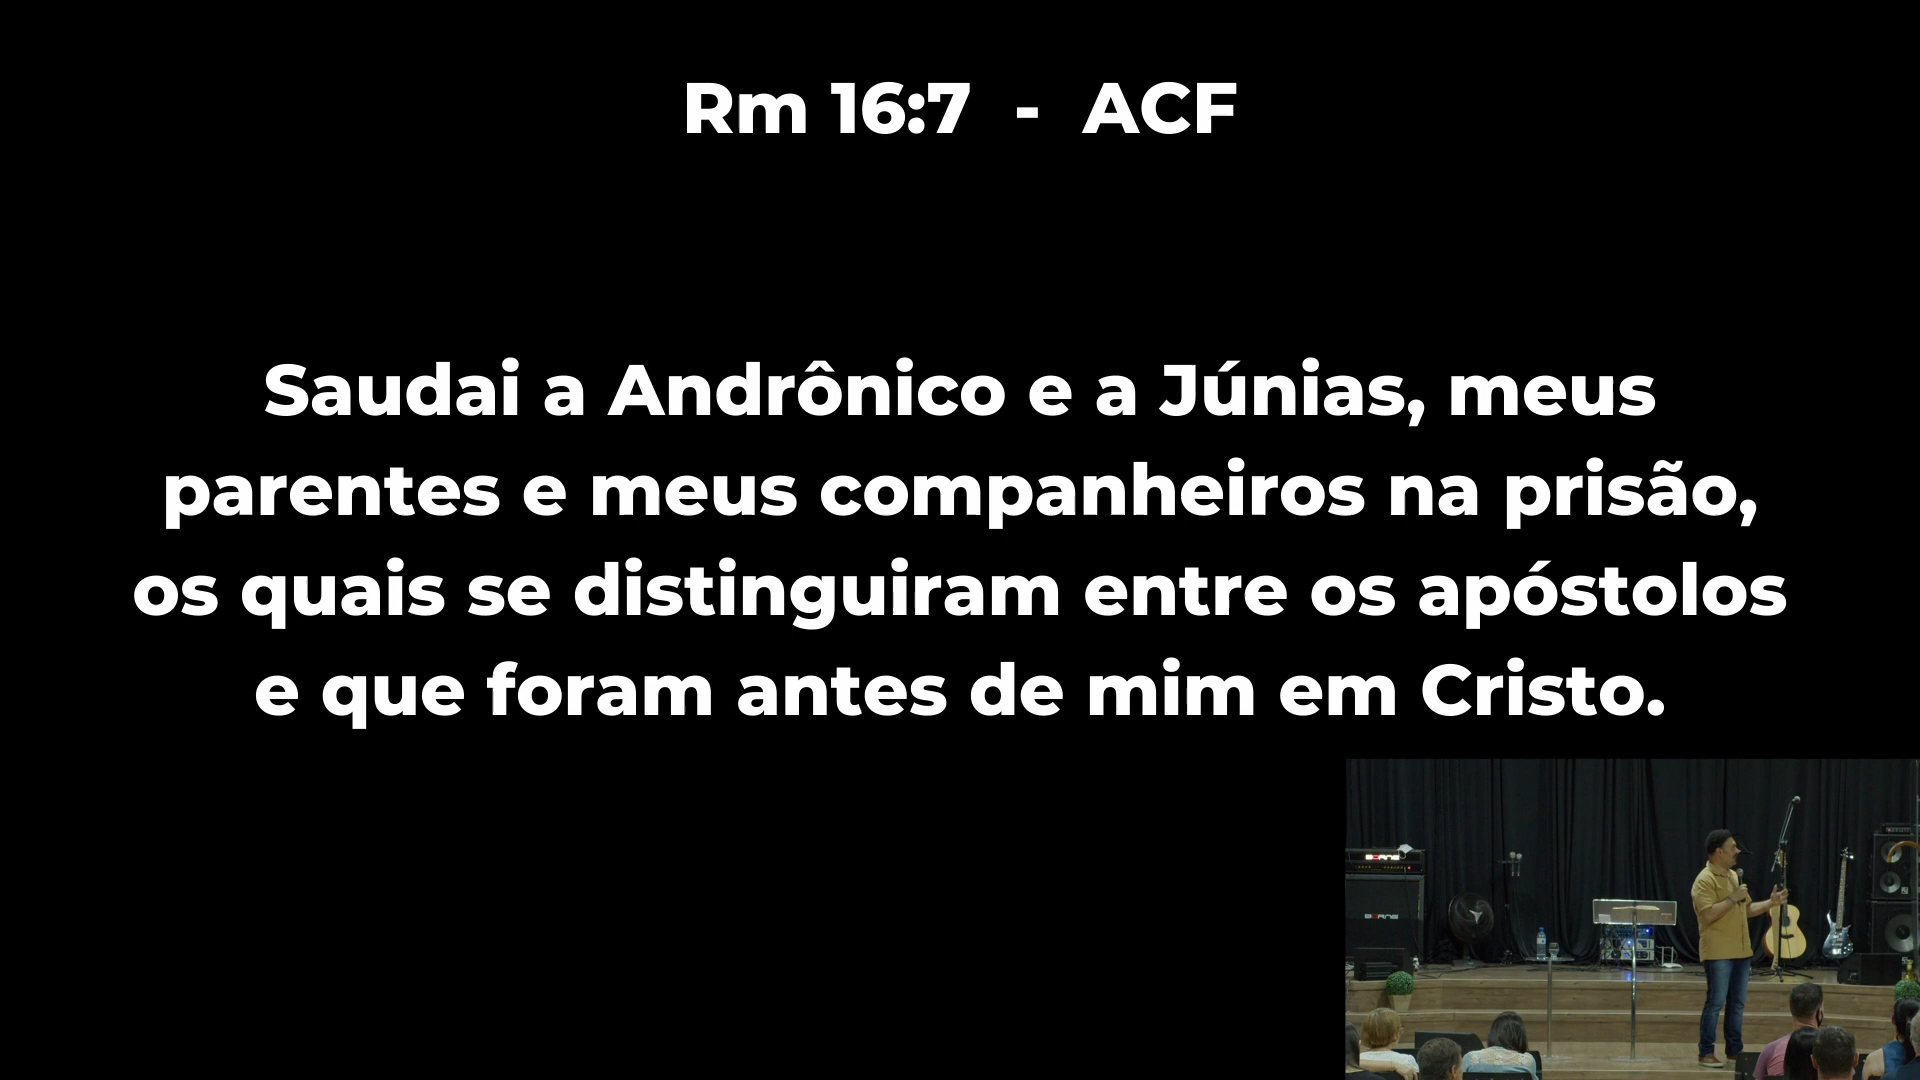 Rm 16:7 - ACF
Saudai a Andrônico e a Júnias, meus
parentes e meus companheiros na prisão,
os quais se distinguiram entre os apóstolos
e que foram antes de mim em Cristo.